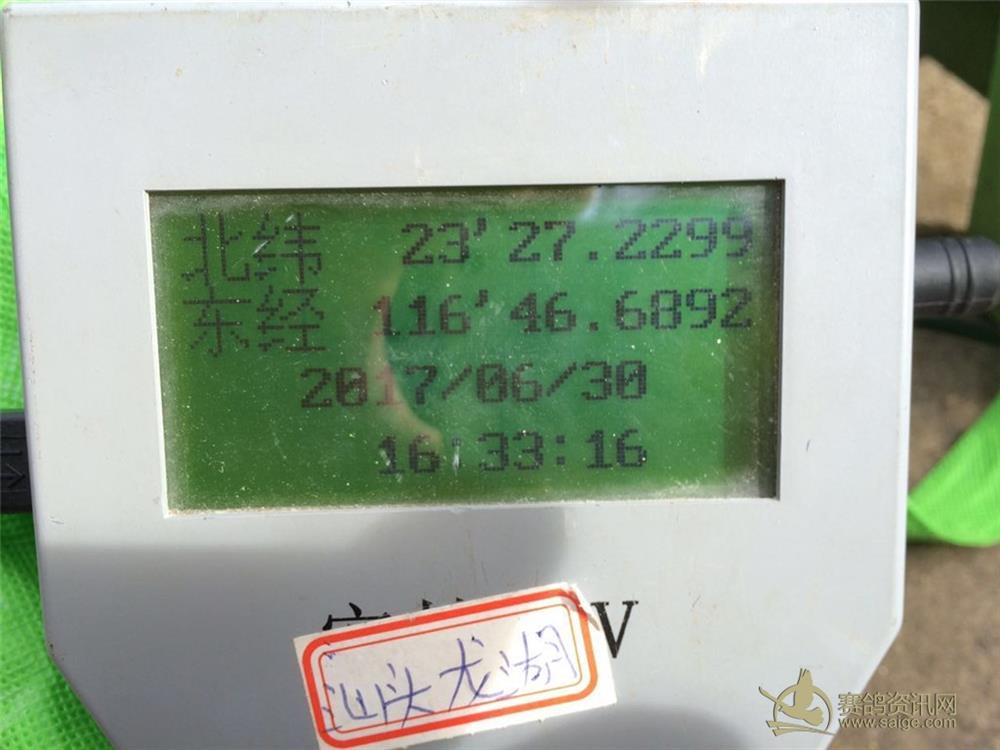 北纬 23'27.2299
东经 116'46.6892
2017/06/30
16:33:16
V
汕头龙湖
赛鸽资讯网
www.saige.com